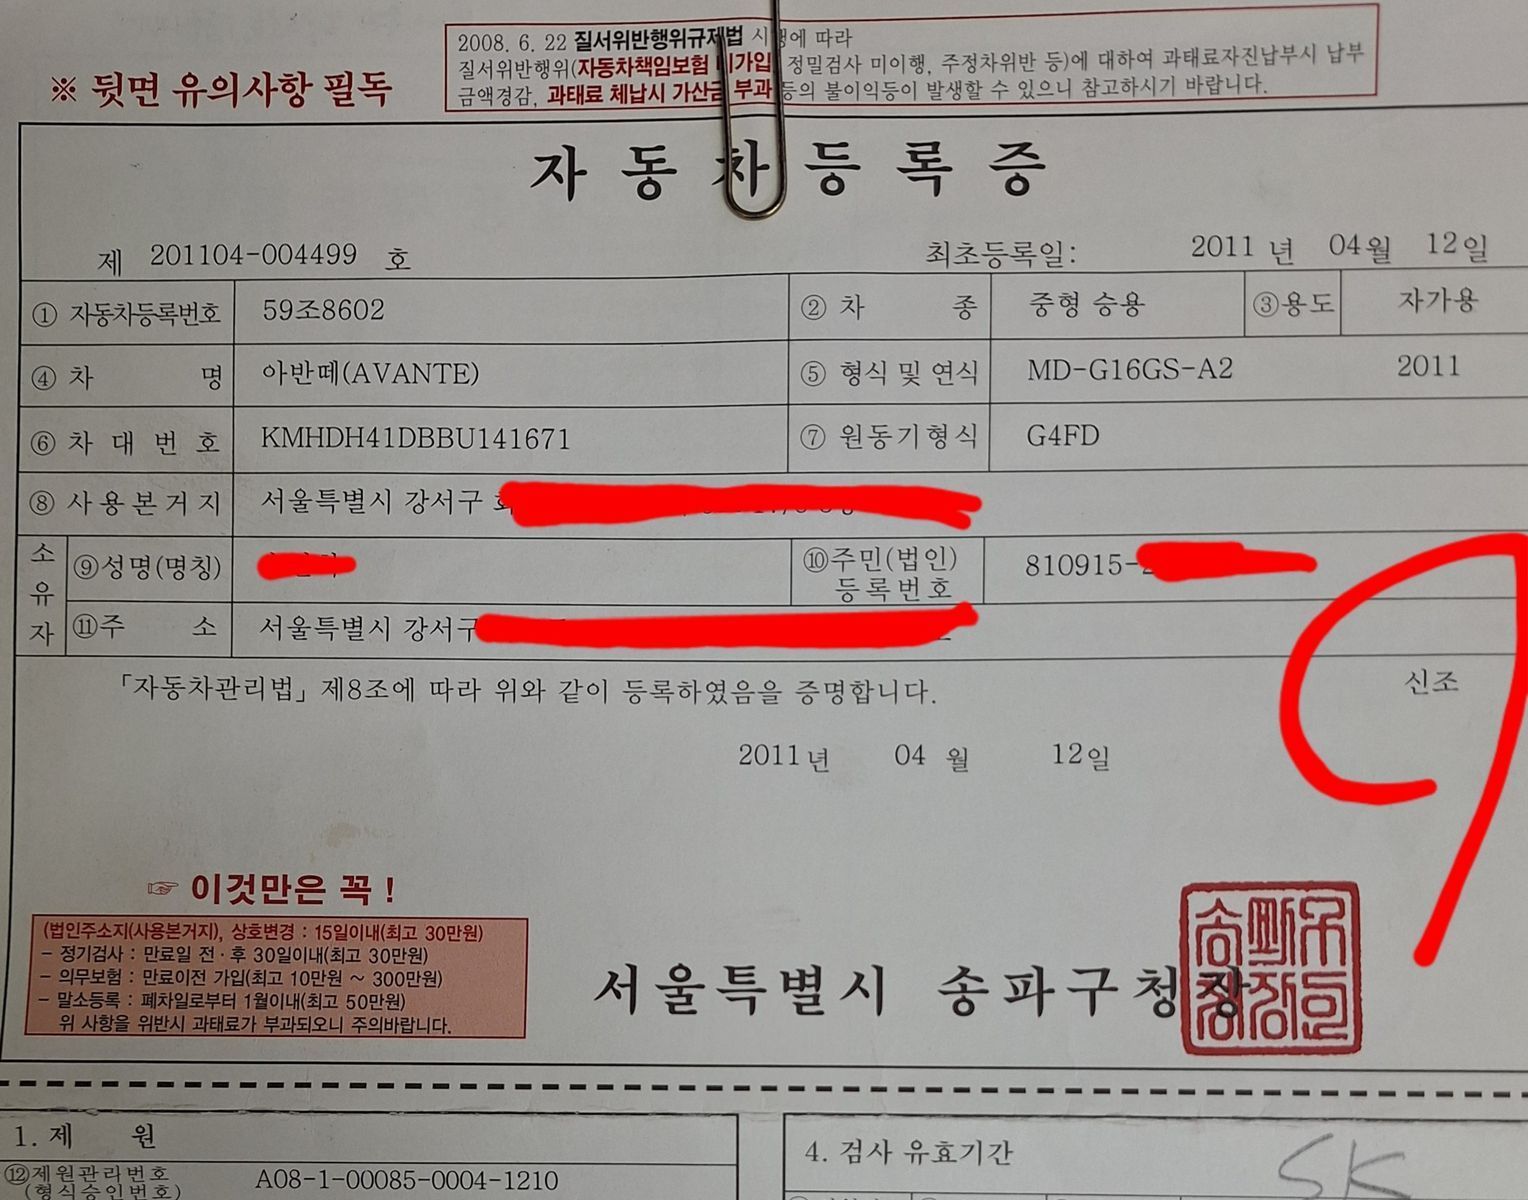 ※ 뒷면 유의사항 필독
2008. 6. 22 질서위반행위규제법 시행에 따라
질서위반행위(자동차책임보험 미가입, 정밀검사 미이행, 주정차위반 등)에 대하여 과태료자진납부시 납부
금액경감, 과태료 체납시 가산금 부과 등의 불이익등이 발생할 수 있으니 참고하시기 바랍니다.
자동차등록증
제 201104-004499 호 최초등록일: 2011 년 04월 12일
① 자동차등록번호 59조8602 ② 차 종 중형 승용 ③용도 자가용
④ 차 명 아반떼(AVANTE) ⑤ 형식 및 연식 MD-G16GS-A2 2011
⑥ 차대번호 KMHDH41DBBU141671 ⑦ 원동기형식 G4FD
⑧ 사용본거지 서울특별시 강서구
소유자 ⑨성명(명칭) ⑩주민(법인)등록번호 810915-
⑪주 소 서울특별시 강서구
「자동차관리법」 제8조에 따라 위와 같이 등록하였음을 증명합니다. 신조
2011년 04 월 12일
☞ 이것만은 꼭 !
(법인주소지(사용본거지), 상호변경 : 15일이내(최고 30만원)
- 정기검사 : 만료일 전·후 30일이내(최고 30만원)
- 의무보험 : 만료이전 가입(최고 10만원 ~ 300만원)
- 말소등록 : 폐차일로부터 1월이내(최고 50만원)
위 사항을 위반시 과태료가 부과되오니 주의바랍니다.
서울특별시 송파구청장
1. 제 원
⑫제원관리번호 (형식승인번호) A08-1-00085-0004-1210
4. 검사 유효기간
SK